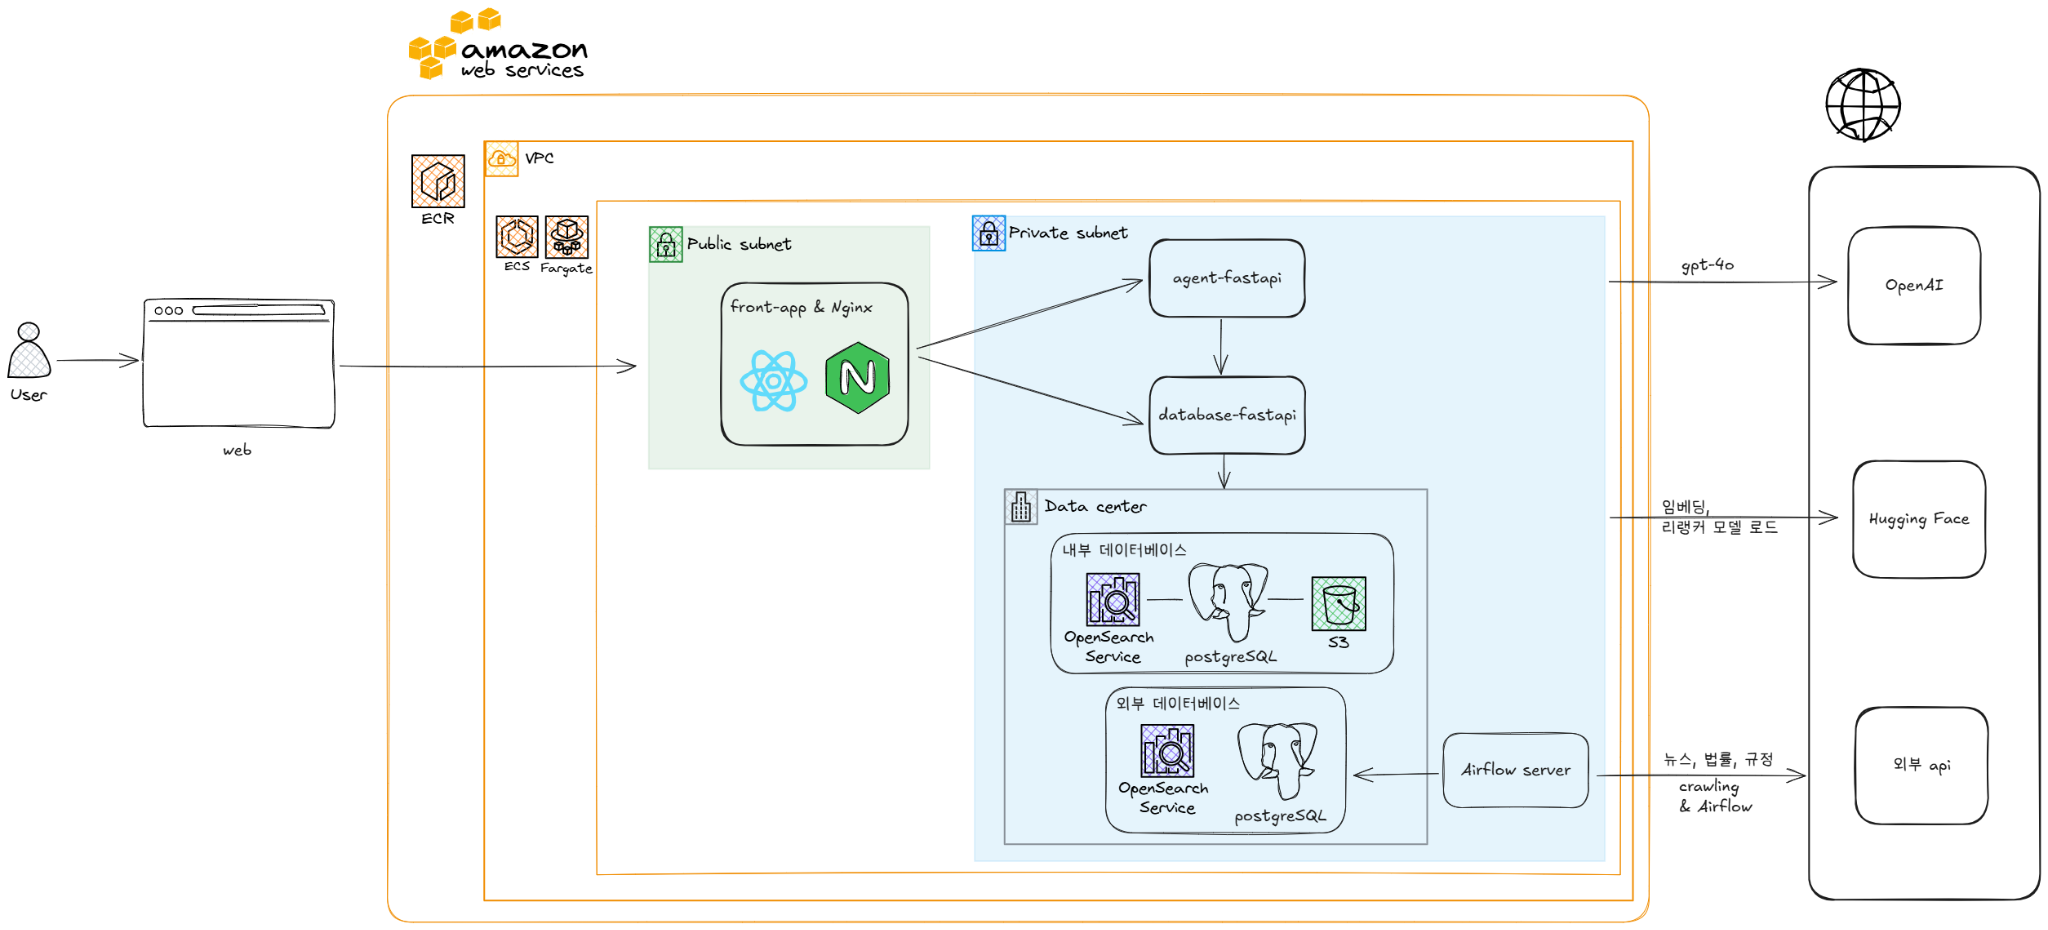 amazon
web services
ECR
VPC
ECS
Fargate
Public subnet
front-app & Nginx
Private subnet
agent-fastapi
database-fastapi
Data center
내부 데이터베이스
OpenSearch
Service
postgreSQL
S3
외부 데이터베이스
OpenSearch
Service
postgreSQL
Airflow server
User
web
gpt-4o
임베딩,
리랭커 모델 로드
뉴스, 법률, 규정
crawling
& Airflow
OpenAI
Hugging Face
외부 api